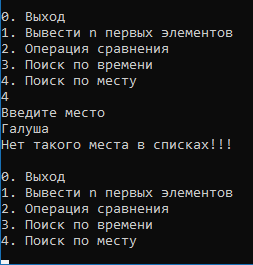 0. Выход
1. Вывести n первых элементов
2. Операция сравнения
3. Поиск по времени
4. Поиск по месту
4
Введите место
Галуша
Нет такого места в списках!!!
0. Выход
1. Вывести n первых элементов
2. Операция сравнения
3. Поиск по времени
4. Поиск по месту